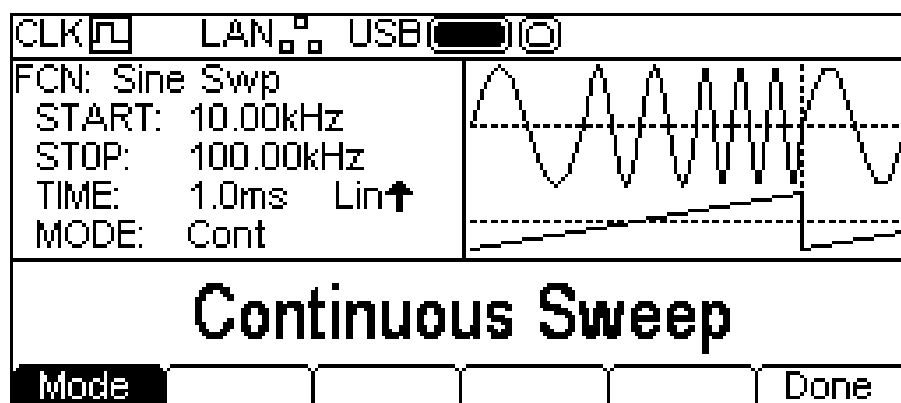 CLK LAN USB
FCN: Sine Swp
START: 10.00kHz
STOP: 100.00kHz
TIME: 1.0ms Lin↑
MODE: Cont
Continuous Sweep
Mode Done